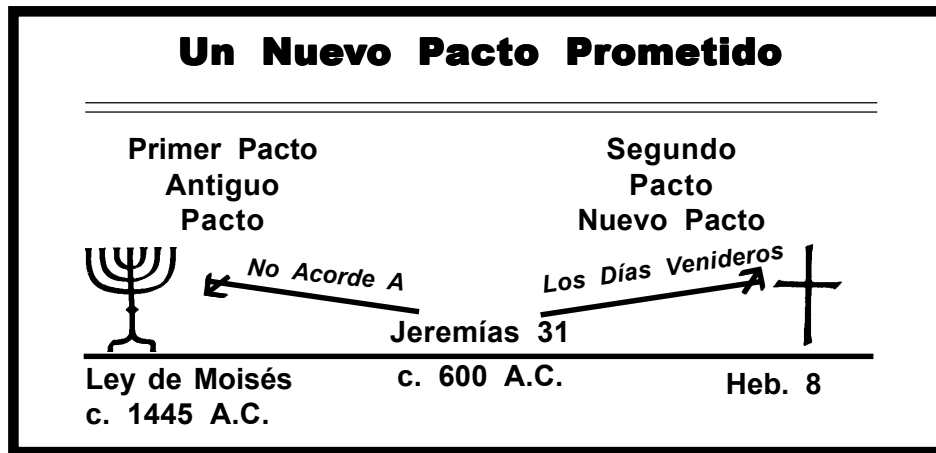 Un Nuevo Pacto Prometido
Primer Pacto
Antiguo
Pacto
Segundo
Pacto
Nuevo Pacto
No Acorde A
Los Días Venideros
Jeremías 31
Ley de Moisés
c. 1445 A.C.
c. 600 A.C.
Heb. 8